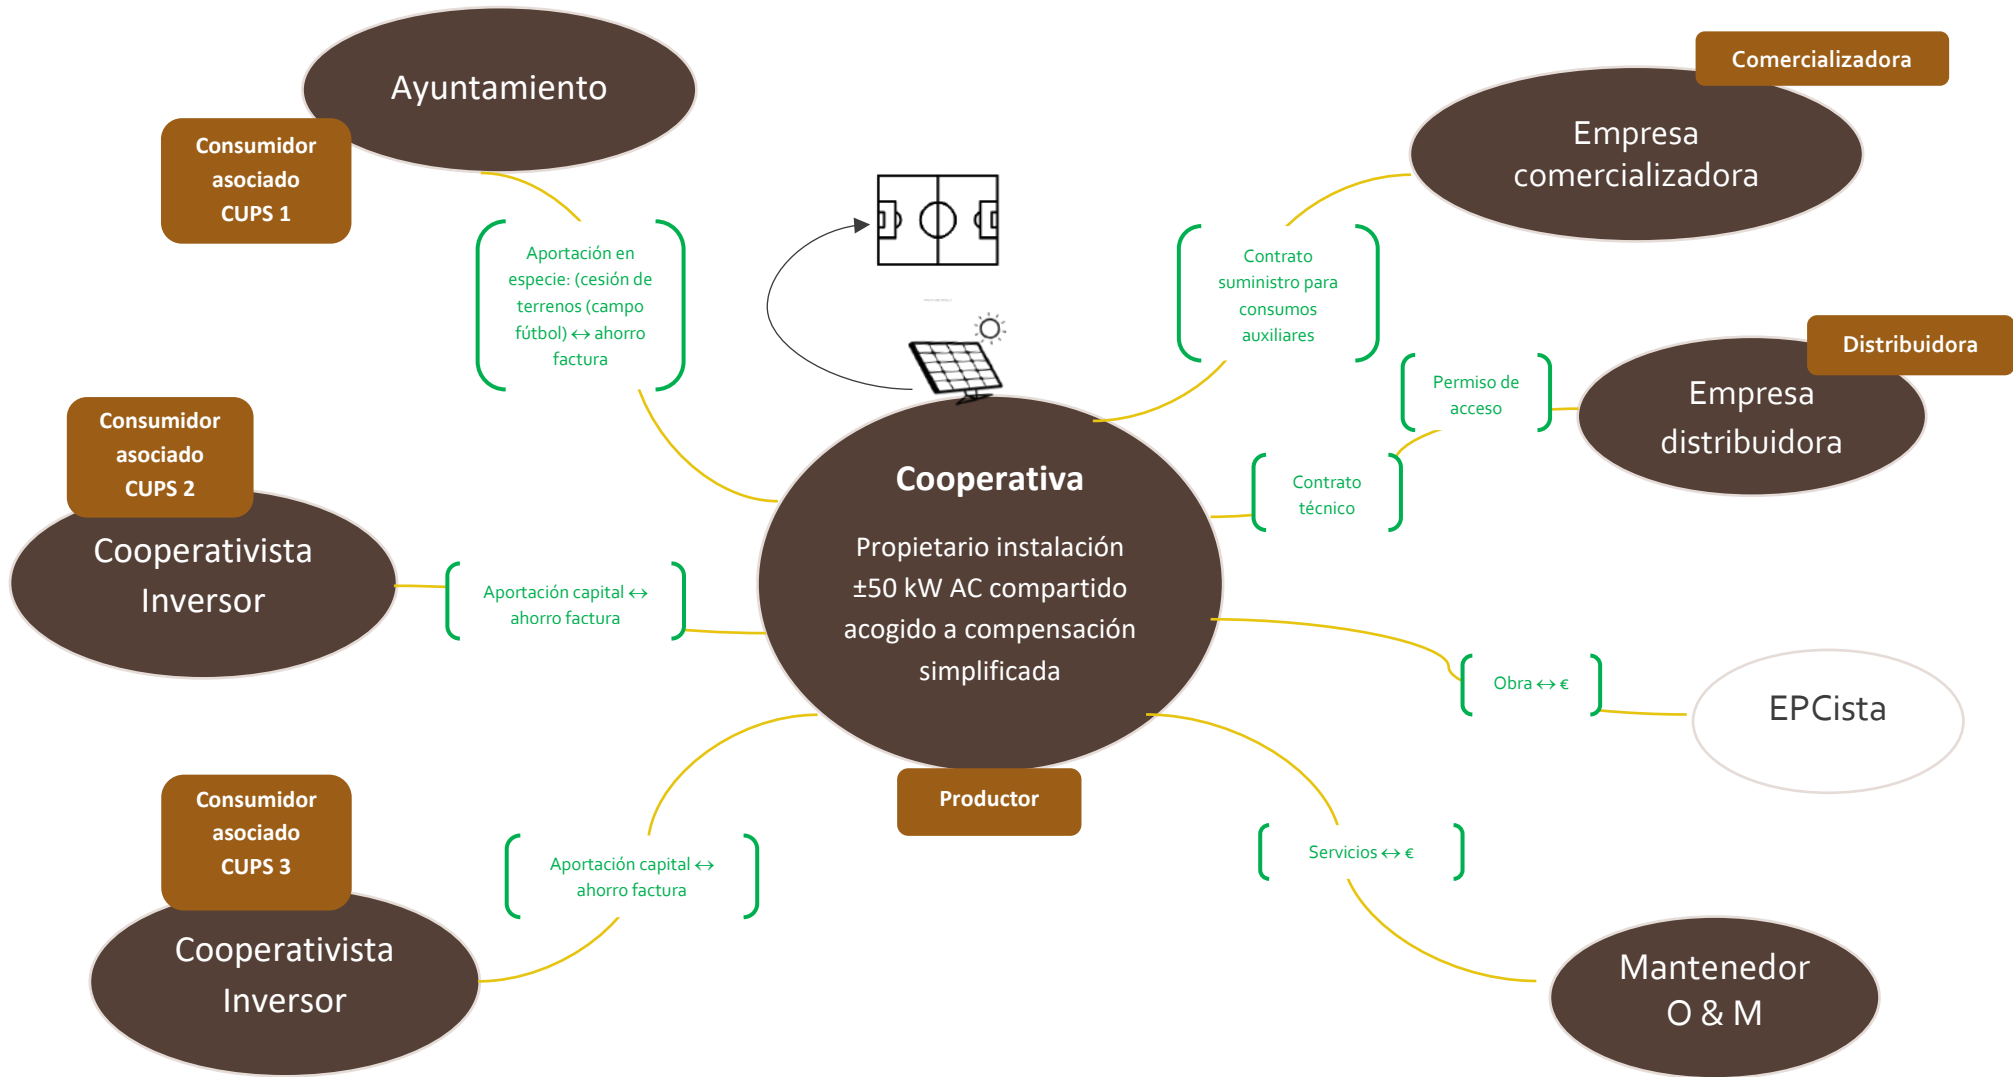 Ayuntamiento
Consumidor
asociado
CUPS 1
Aportación en
especie: (cesión de
terrenos (campo
fútbol) ↔ ahorro
factura
Comercializadora
Empresa
comercializadora
Contrato
suministro para
consumos
auxiliares
Distribuidora
Empresa
distribuidora
Permiso de
acceso
Contrato
técnico
Consumidor
asociado
CUPS 2
Cooperativista
Inversor
Aportación capital ↔
ahorro factura
Cooperativa
Propietario instalación
±50 kW AC compartido
acogido a compensación
simplificada
Productor
Obra ↔ €
EPCista
Consumidor
asociado
CUPS 3
Cooperativista
Inversor
Aportación capital ↔
ahorro factura
Servicios ↔ €
Mantenedor
O & M